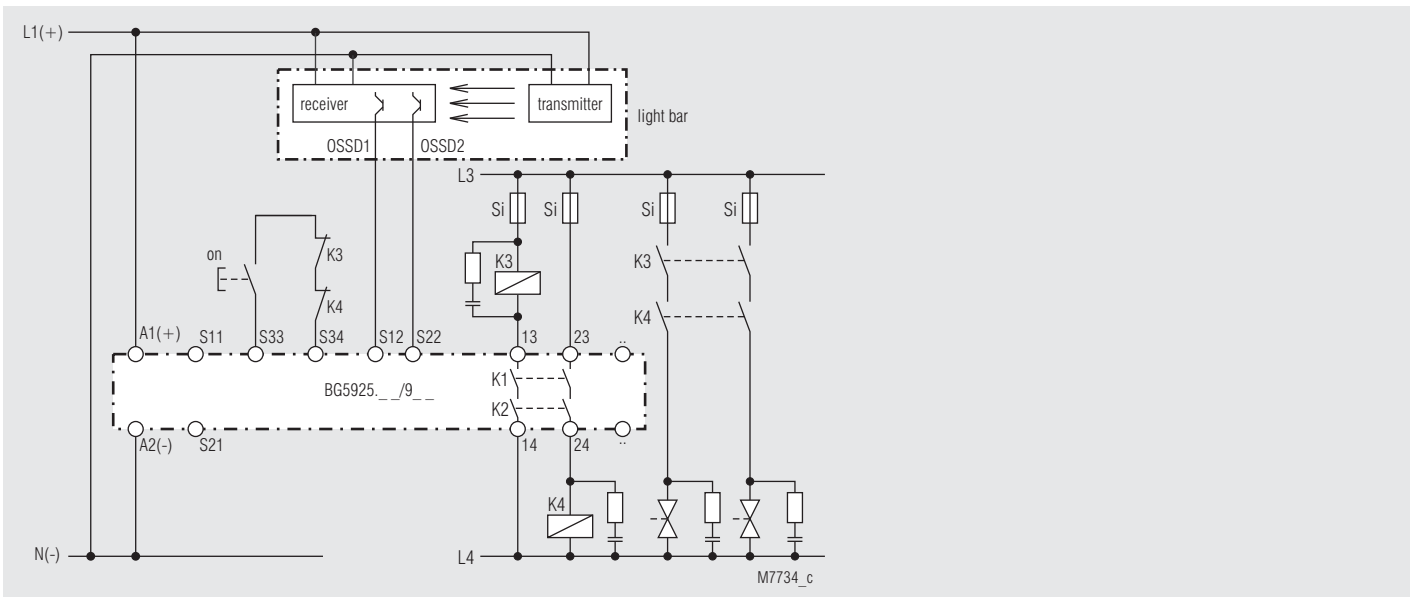 L1(+)
receiver
transmitter
light bar
OSSD1
OSSD2
L3
Si
Si
Si
Si
on
K3
K3
K3
K4
K4
A1(+)
S11
S33
S34
S12
S22
13
23
..
K1
BG5925._ _/9_ _
K2
A2(-)
S21
14
24
..
K4
N(-)
L4
M7734_c